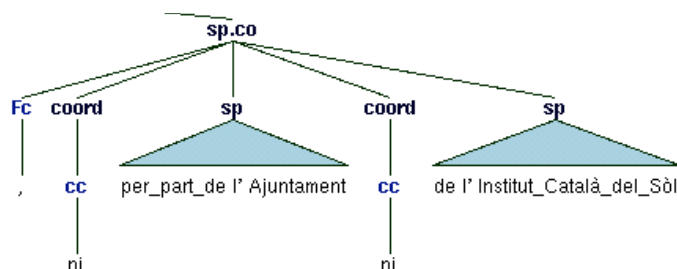 sp.co
Fc coord sp coord sp
, cc per_part_de l' Ajuntament cc de l' Institut_Català_del_Sòl
ni ni